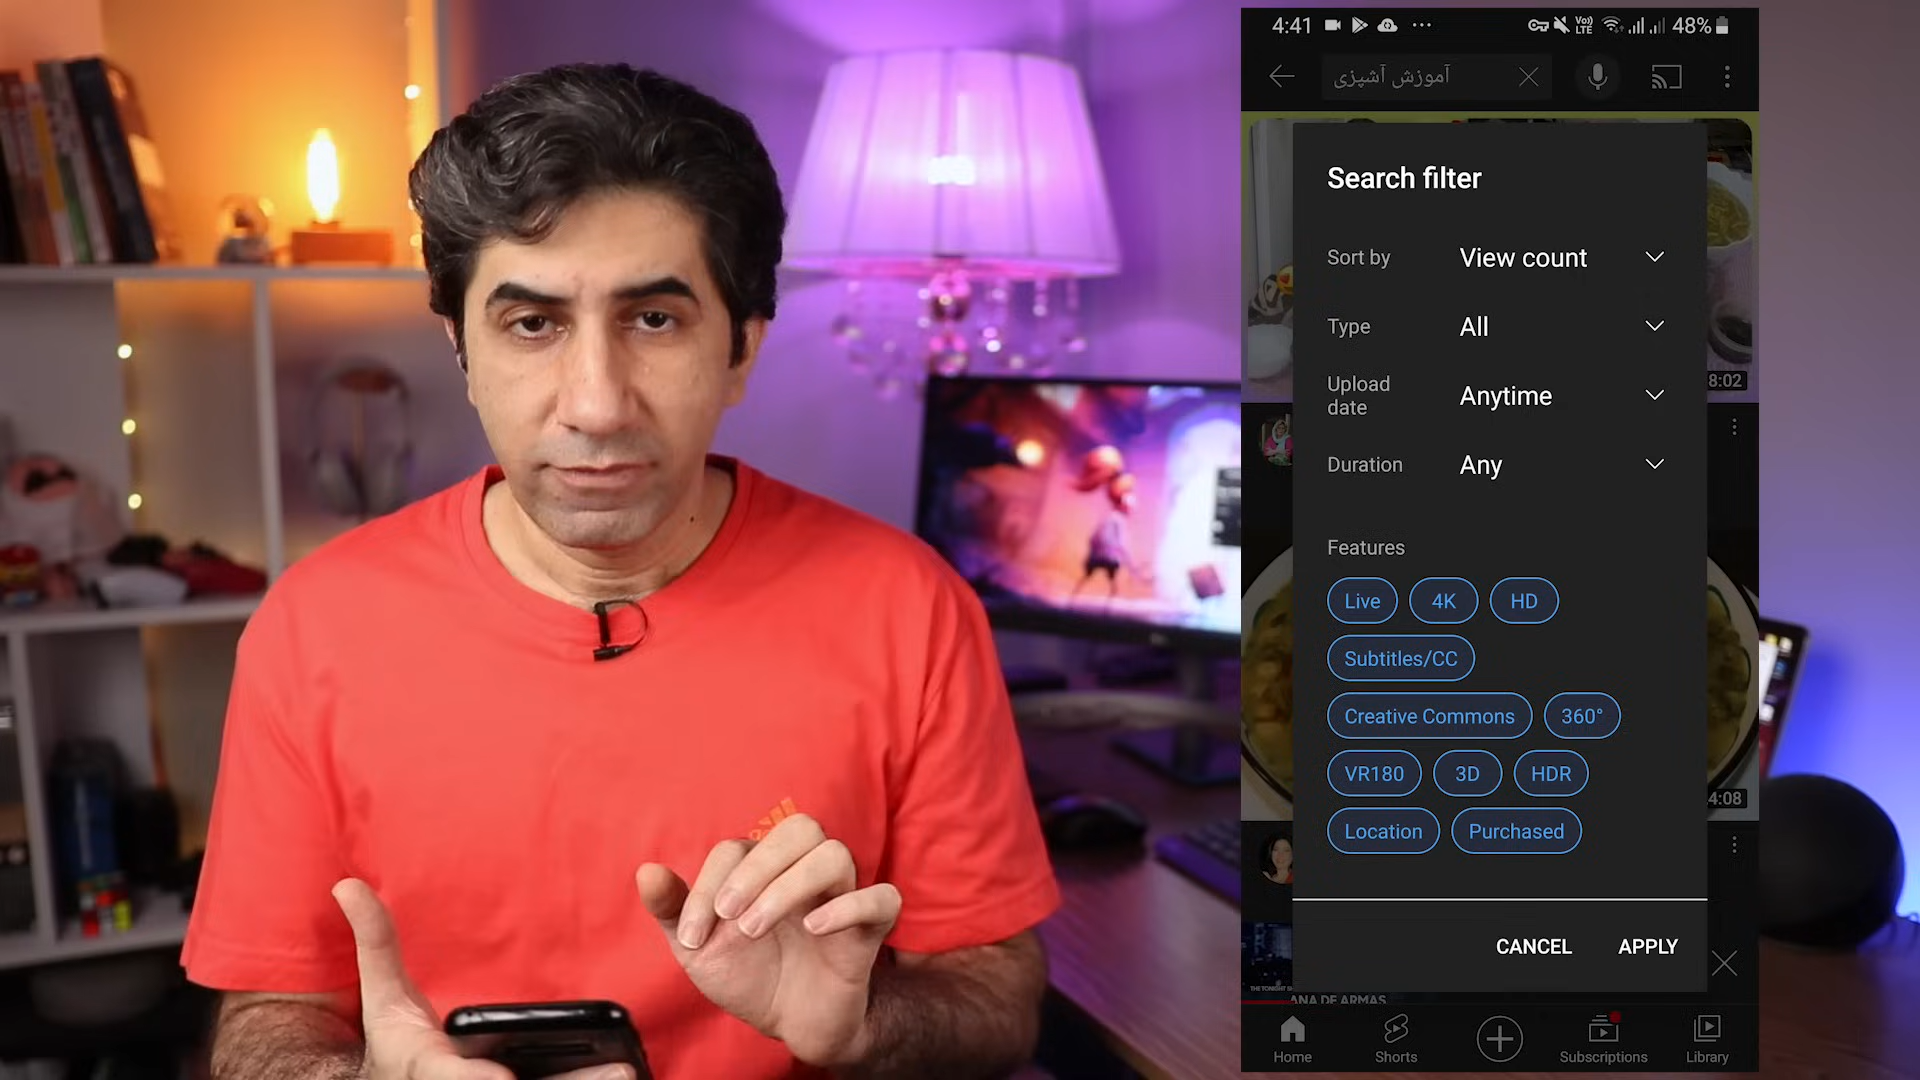 4:41
Vo)) LTE 48%
آموزش آشپزی
Search filter
Sort by View count
Type All
Upload date Anytime
Duration Any
8:02
Features
Live 4K HD
Subtitles/CC
Creative Commons 360°
VR180 3D HDR
4:08
Location Purchased
CANCEL APPLY
ANA DE ARMAS
Home Shorts Subscriptions Library